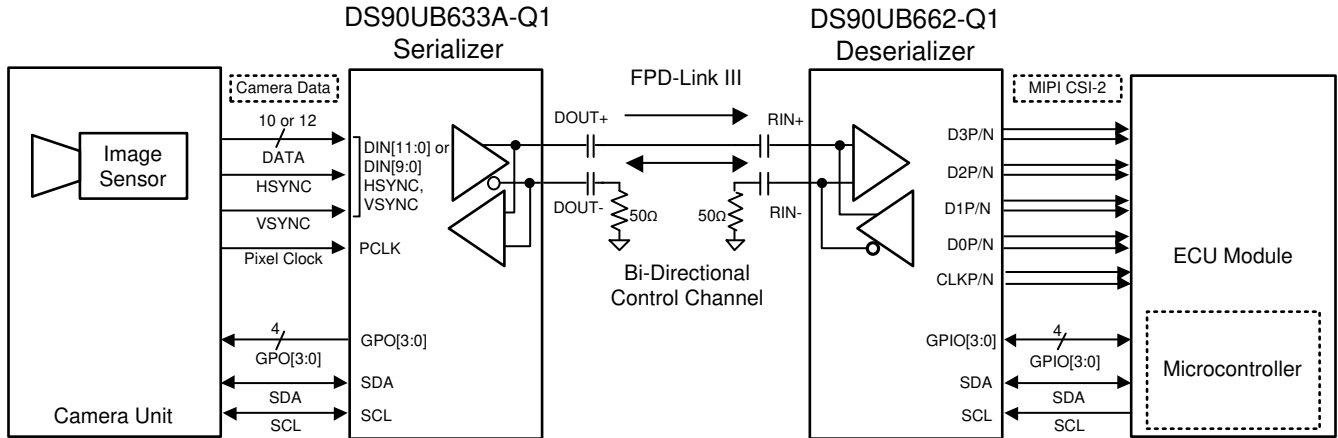 DS90UB633A-Q1
Serializer
DS90UB662-Q1
Deserializer
Camera Data
FPD-Link III
MIPI CSI-2
10 or 12
DATA
HSYNC
VSYNC
Pixel Clock
Image
Sensor
DIN[11:0] or
DIN[9:0]
HSYNC,
VSYNC
PCLK
DOUT+
DOUT-
RIN+
RIN-
50Ω
50Ω
Bi-Directional
Control Channel
D3P/N
D2P/N
D1P/N
D0P/N
CLKP/N
ECU Module
4
GPO[3:0]
GPO[3:0]
SDA
SDA
SCL
SCL
Camera Unit
GPIO[3:0]
4
GPIO[3:0]
SDA
SDA
SCL
SCL
Microcontroller